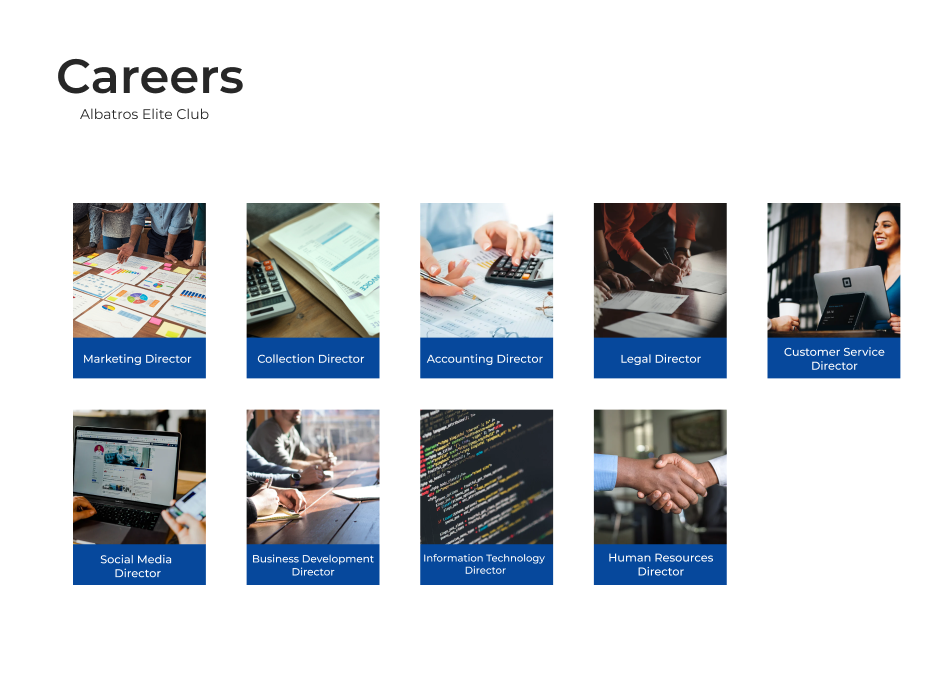 Careers
Albatros Elite Club
Marketing Director
Collection Director
Accounting Director
Legal Director
Customer Service
Director
Social Media
Director
Business Development
Director
Information Technology
Director
Human Resources
Director